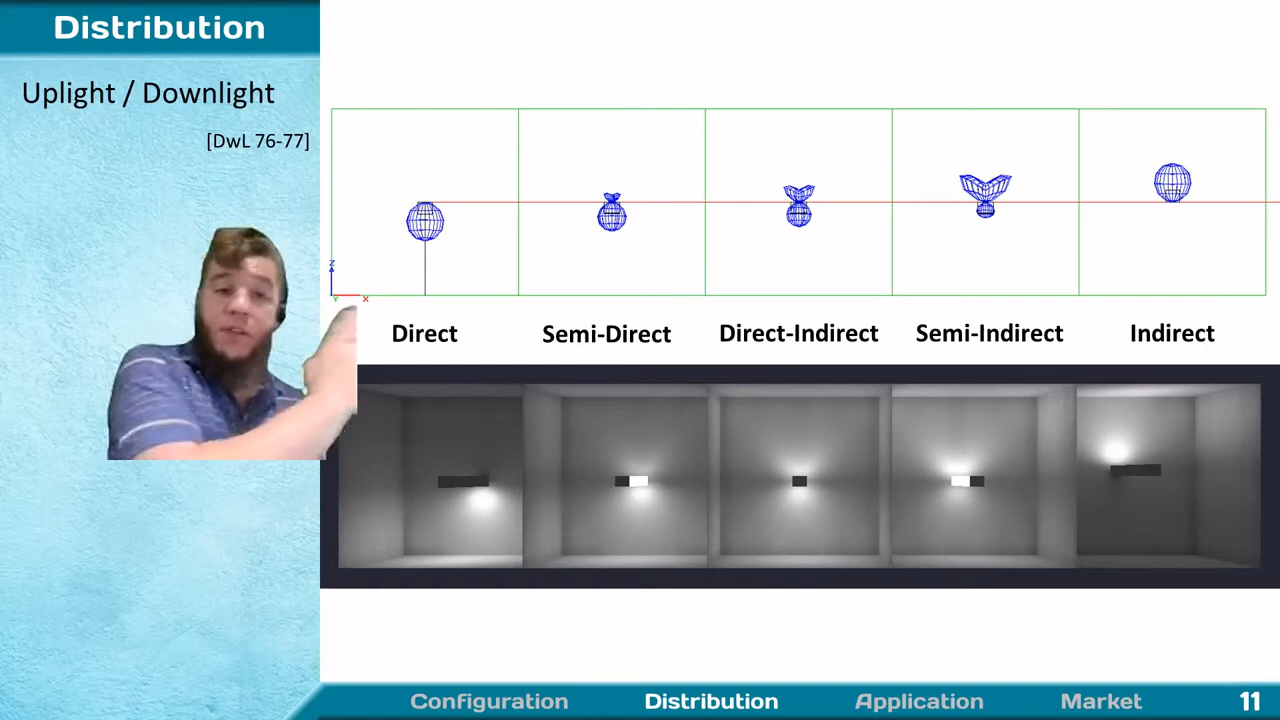 Distribution
Uplight / Downlight
[DwL 76-77]
Z
Y X
Direct Semi-Direct Direct-Indirect Semi-Indirect Indirect
Configuration Distribution Application Market 11